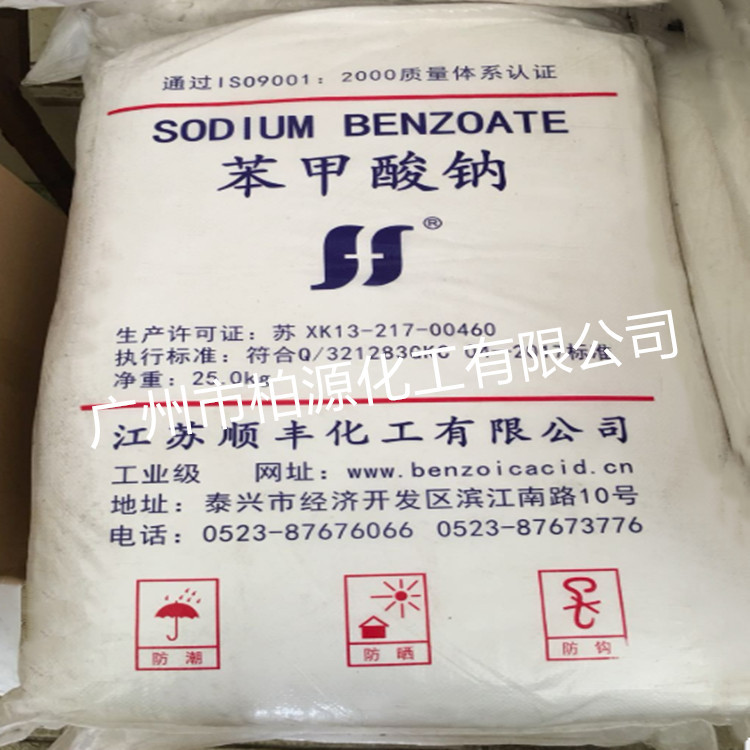 通过ISO9001：2000质量体系认证
SODIUM BENZOATE
苯甲酸钠
®
生产许可证：苏 XK13-217-00460
执行标准：符合Q/321283GKC 标准
净重：25.0kg
广州市柏源化工有限公司
江苏顺丰化工有限公司
工业级 网址：www.benzoicacid.cn
地址：泰兴市经济开发区滨江南路10号
电话：0523-87676066 0523-87673776
防潮 防晒 防钩